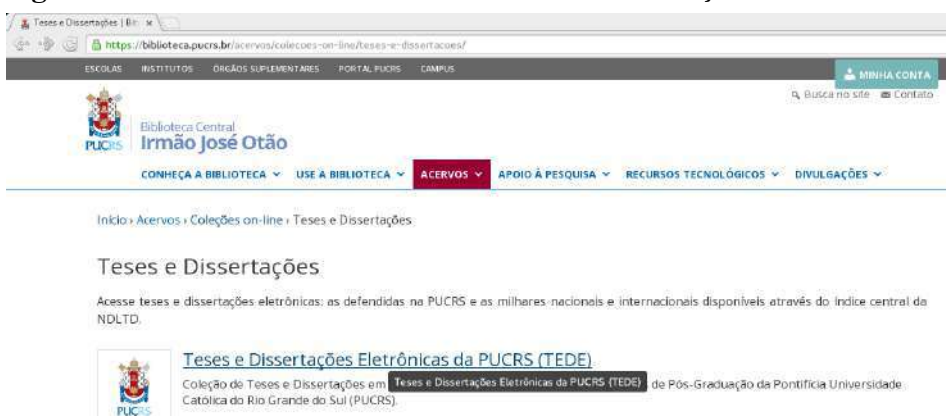 Teses e Dissertações | Bi
https://biblioteca.pucrs.br/acervos/colecoes-on-line/teses-e-dissertacoes/
ESCOLAS INSTITUTOS ÓRGÃOS SUPLEMENTARES PORTAL PUCRS CAMPUS
MINHA CONTA
Busca no site Contato
Biblioteca Central
PUCRS Irmão José Otão
CONHEÇA A BIBLIOTECA USE A BIBLIOTECA ACERVOS APOIO À PESQUISA RECURSOS TECNOLÓGICOS DIVULGAÇÕES
Início › Acervos › Coleções on-line › Teses e Dissertações
Teses e Dissertações
Acesse teses e dissertações eletrônicas: as defendidas na PUCRS e as milhares nacionais e internacionais disponíveis através do índice central da
NDLTD.
Teses e Dissertações Eletrônicas da PUCRS (TEDE)
Coleção de Teses e Dissertações em Teses e Dissertações Eletrônicas da PUCRS (TEDE) de Pós-Graduação da Pontifícia Universidade
Católica do Rio Grande do Sul (PUCRS).
PUCRS